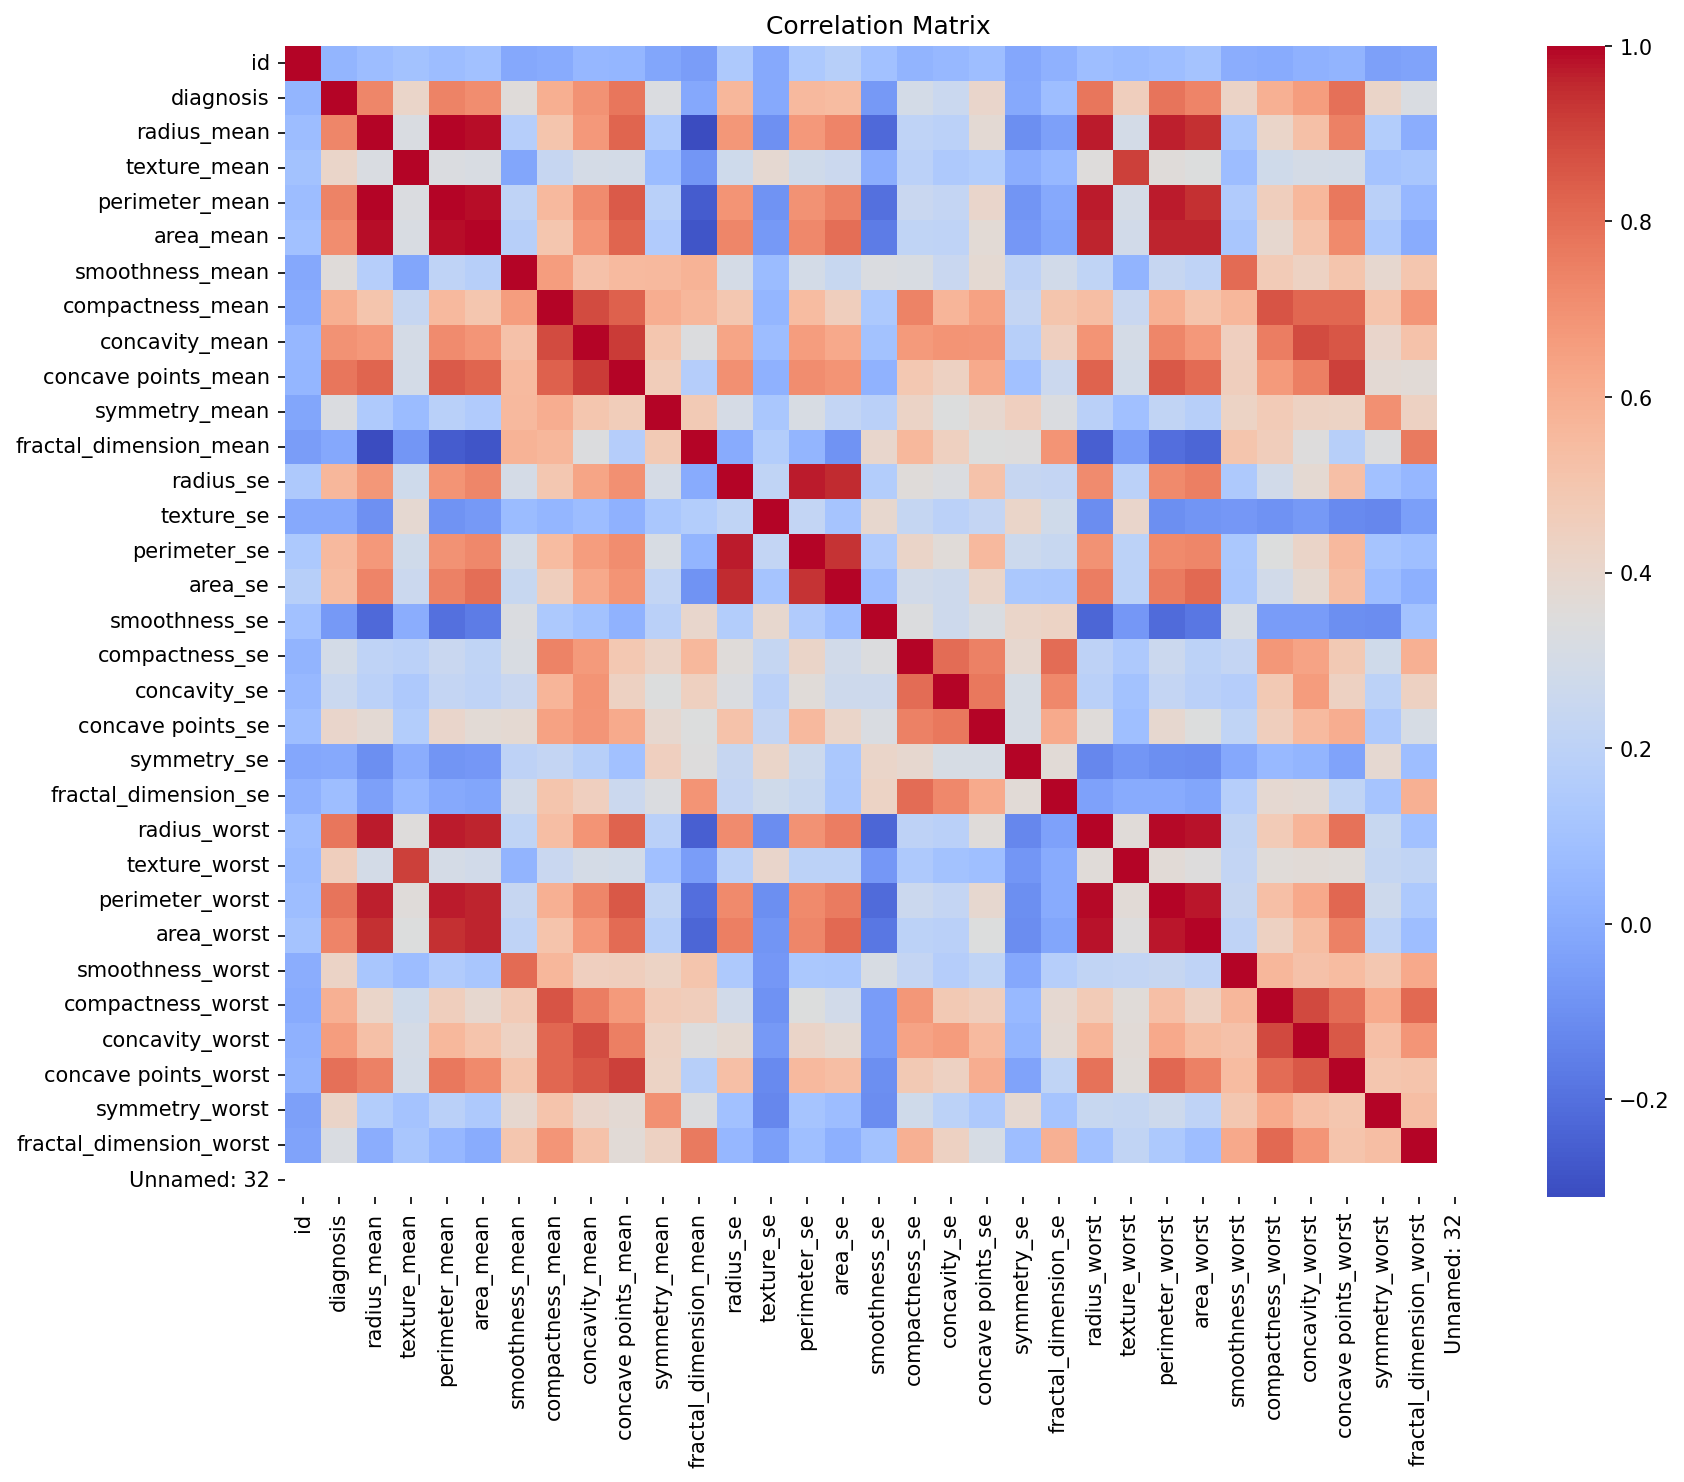 Correlation Matrix
id
diagnosis
radius_mean
texture_mean
perimeter_mean
area_mean
smoothness_mean
compactness_mean
concavity_mean
concave points_mean
symmetry_mean
fractal_dimension_mean
radius_se
texture_se
perimeter_se
area_se
smoothness_se
compactness_se
concavity_se
concave points_se
symmetry_se
fractal_dimension_se
radius_worst
texture_worst
perimeter_worst
area_worst
smoothness_worst
compactness_worst
concavity_worst
concave points_worst
symmetry_worst
fractal_dimension_worst
Unnamed: 32
id
diagnosis
radius_mean
texture_mean
perimeter_mean
area_mean
smoothness_mean
compactness_mean
concavity_mean
concave points_mean
symmetry_mean
fractal_dimension_mean
radius_se
texture_se
perimeter_se
area_se
smoothness_se
compactness_se
concavity_se
concave points_se
symmetry_se
fractal_dimension_se
radius_worst
texture_worst
perimeter_worst
area_worst
smoothness_worst
compactness_worst
concavity_worst
concave points_worst
symmetry_worst
fractal_dimension_worst
Unnamed: 32
1.0
0.8
0.6
0.4
0.2
0.0
−0.2